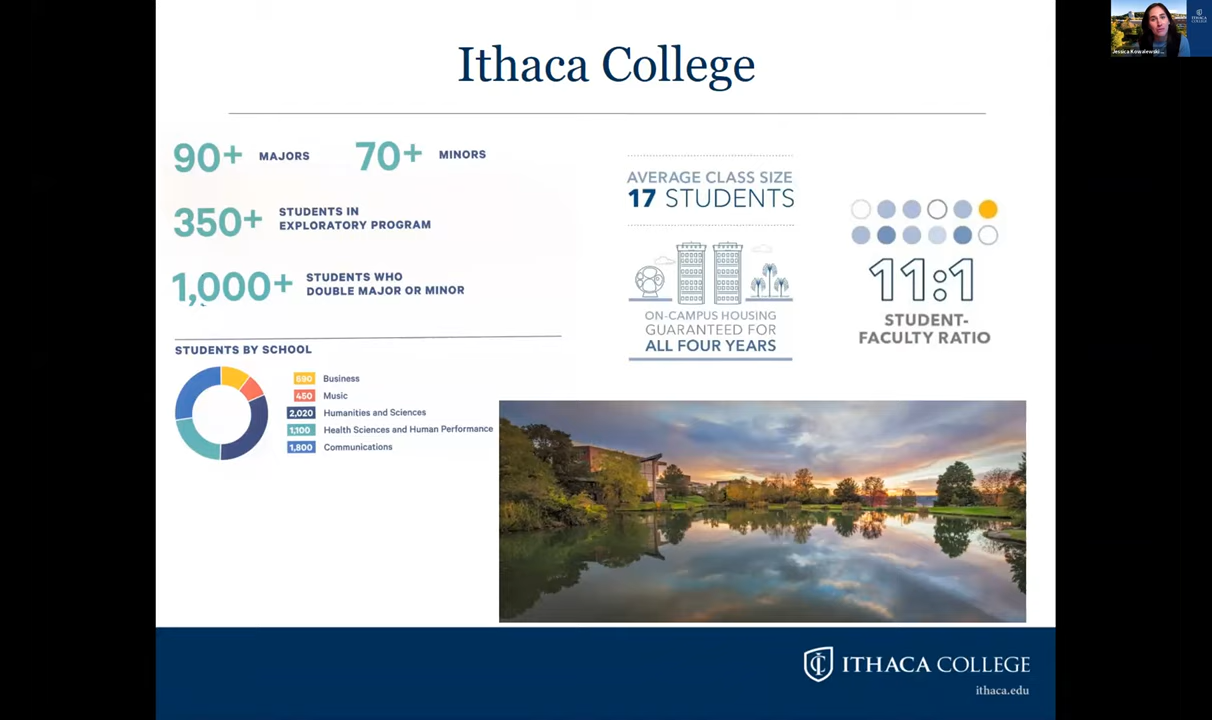 Ithaca College
90+ MAJORS
70+ MINORS
350+ STUDENTS IN
EXPLORATORY PROGRAM
1,000+ STUDENTS WHO
DOUBLE MAJOR OR MINOR
STUDENTS BY SCHOOL
690 Business
450 Music
2,020 Humanities and Sciences
1,100 Health Sciences and Human Performance
1,800 Communications
AVERAGE CLASS SIZE
17 STUDENTS
ON-CAMPUS HOUSING
GUARANTEED FOR
ALL FOUR YEARS
11:1
STUDENT-
FACULTY RATIO
ITHACA COLLEGE
ithaca.edu
Jessica Kowalewski...
ITHACA
COLLEGE